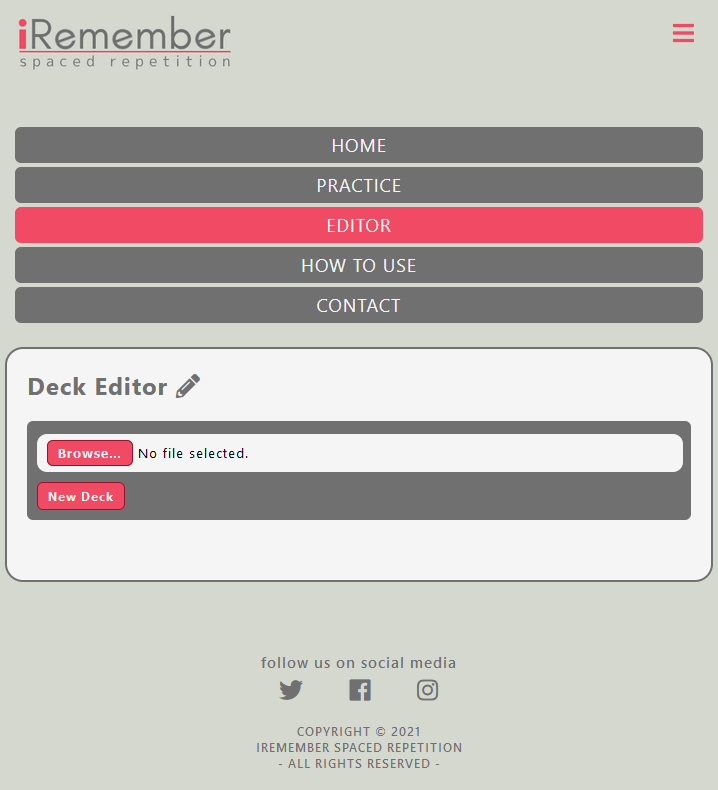 iRemember
spaced repetition
HOME
PRACTICE
EDITOR
HOW TO USE
CONTACT
Deck Editor
Browse... No file selected.
New Deck
follow us on social media
COPYRIGHT © 2021
IREMEMBER SPACED REPETITION
- ALL RIGHTS RESERVED -